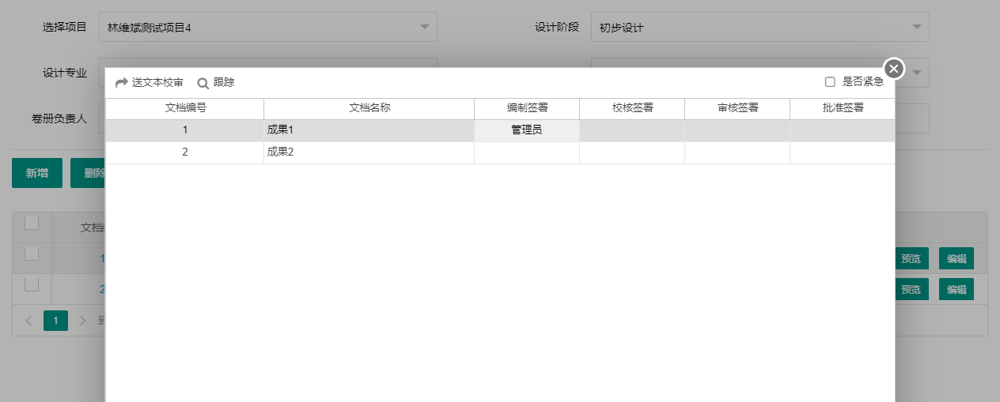 选择项目 林维斌测试项目4 设计阶段 初步设计
设计专业
送文本校审 跟踪 是否紧急
文档编号 文档名称 编制签署 校核签署 审核签署 批准签署
卷册负责人
1 成果1 管理员
2 成果2
新增 删除
文档
1 预览 编辑
2 预览 编辑
1 到